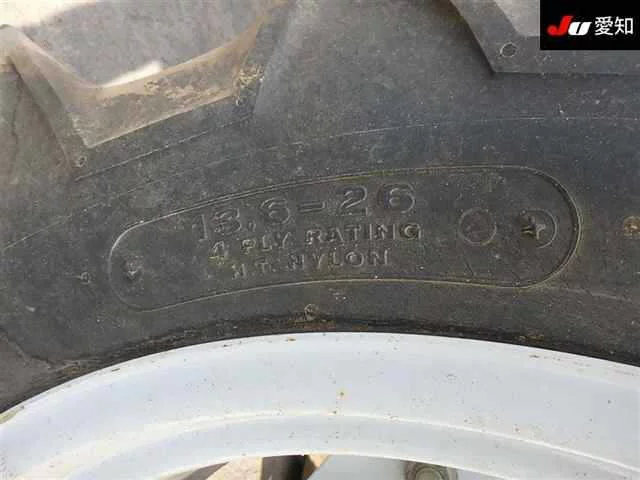 JU 愛知
13.6-26
4 PLY RATING
N.T. NYLON